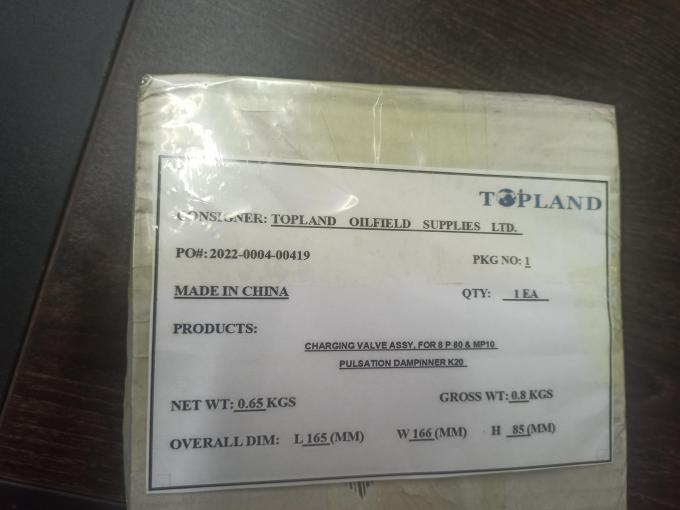 TOPLAND
CONSIGNER: TOPLAND OILFIELD SUPPLIES LTD.
PO#: 2022-0004-00419
PKG NO: 1
MADE IN CHINA
QTY: 1 EA
PRODUCTS:
CHARGING VALVE ASSY, FOR 8 P 80 & MP10
PULSATION DAMPINNER K20
NET WT: 0.65 KGS
GROSS WT: 0.8 KGS
OVERALL DIM: L 165 (MM) W 166 (MM) H 85 (MM)